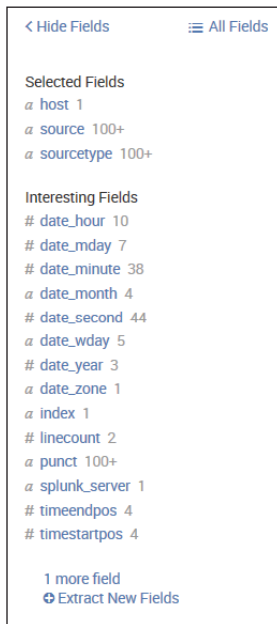 < Hide Fields All Fields
Selected Fields
a host 1
a source 100+
a sourcetype 100+
Interesting Fields
# date_hour 10
# date_mday 7
# date_minute 38
a date_month 4
# date_second 44
a date_wday 5
# date_year 3
a date_zone 1
a index 1
# linecount 2
a punct 100+
a splunk_server 1
# timeendpos 4
# timestartpos 4
1 more field
Extract New Fields